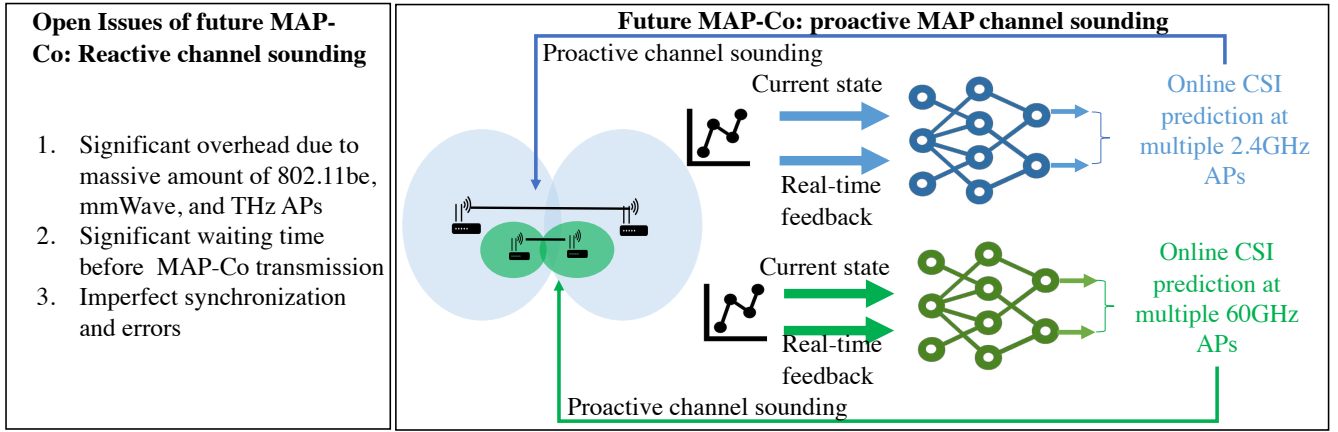 Open Issues of future MAP-
Co: Reactive channel sounding
1. Significant overhead due to
massive amount of 802.11be,
mmWave, and THz APs
2. Significant waiting time
before MAP-Co transmission
3. Imperfect synchronization
and errors
Future MAP-Co: proactive MAP channel sounding
Proactive channel sounding
Current state
Real-time
feedback
Online CSI
prediction at
multiple 2.4GHz
APs
Current state
Real-time
feedback
Online CSI
prediction at
multiple 60GHz
APs
Proactive channel sounding